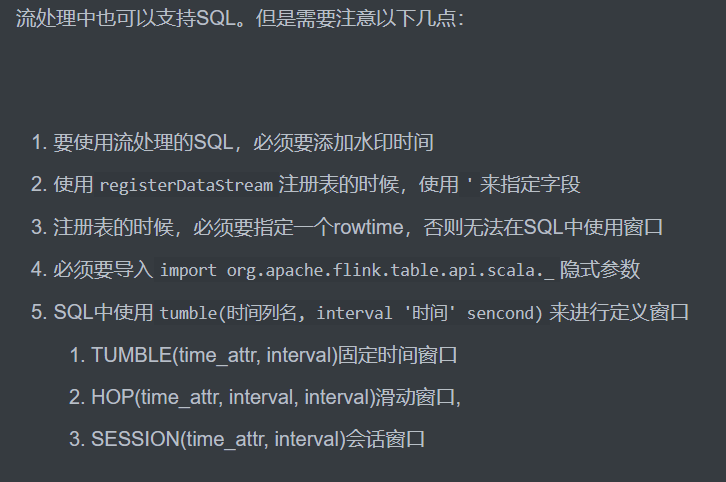 流处理中也可以支持SQL。但是需要注意以下几点：
1. 要使用流处理的SQL，必须要添加水印时间
2. 使用 registerDataStream 注册表的时候，使用 ' 来指定字段
3. 注册表的时候，必须要指定一个rowtime，否则无法在SQL中使用窗口
4. 必须要导入 import org.apache.flink.table.api.scala._ 隐式参数
5. SQL中使用 tumble(时间列名, interval '时间' sencond) 来进行定义窗口
1. TUMBLE(time_attr, interval)固定时间窗口
2. HOP(time_attr, interval, interval)滑动窗口,
3. SESSION(time_attr, interval)会话窗口